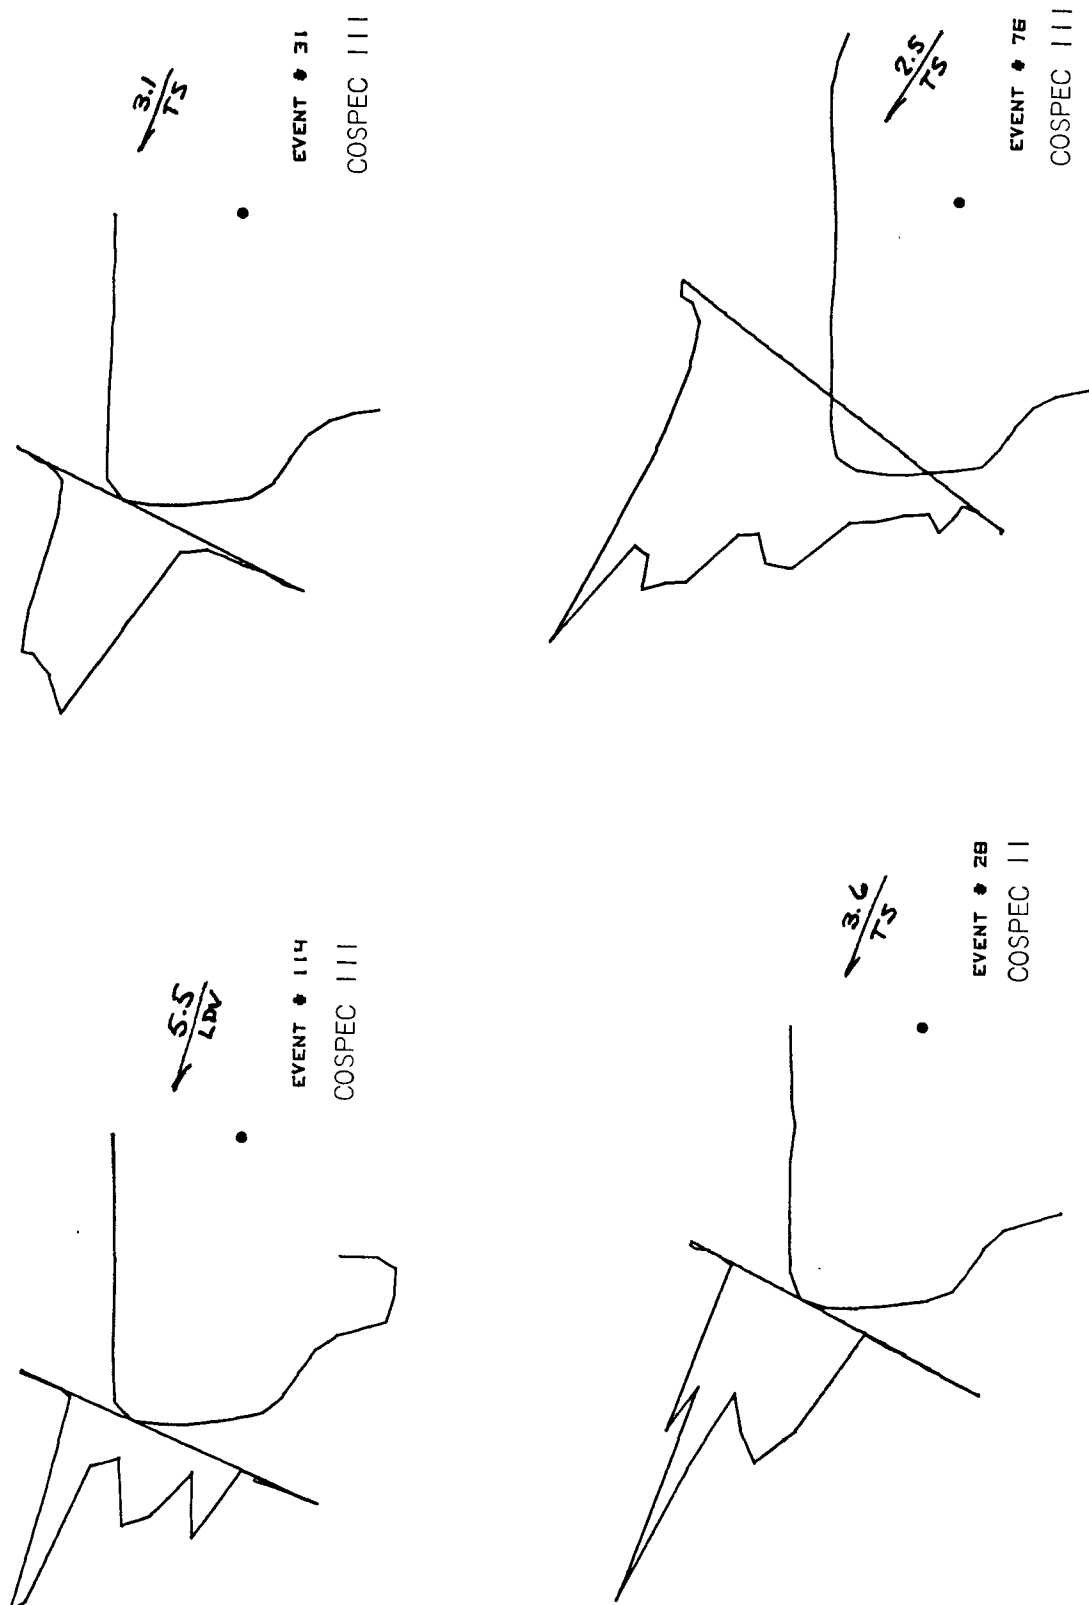 5.5
LDV
EVENT # 114
COSPEC III
3.1
TS
EVENT # 31
COSPEC III
3.6
TS
EVENT # 28
COSPEC II
2.5
TS
EVENT # 76
COSPEC III